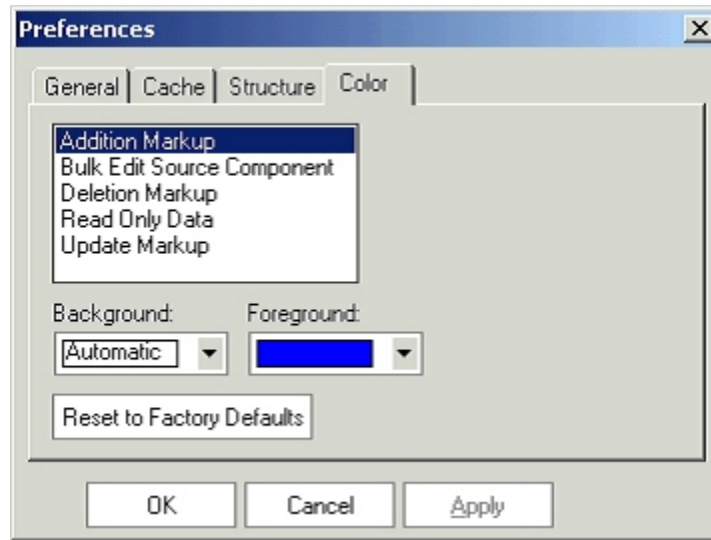 Preferences
General Cache Structure Color
Addition Markup
Bulk Edit Source Component
Deletion Markup
Read Only Data
Update Markup
Background: Foreground:
Automatic
Reset to Factory Defaults
OK Cancel Apply